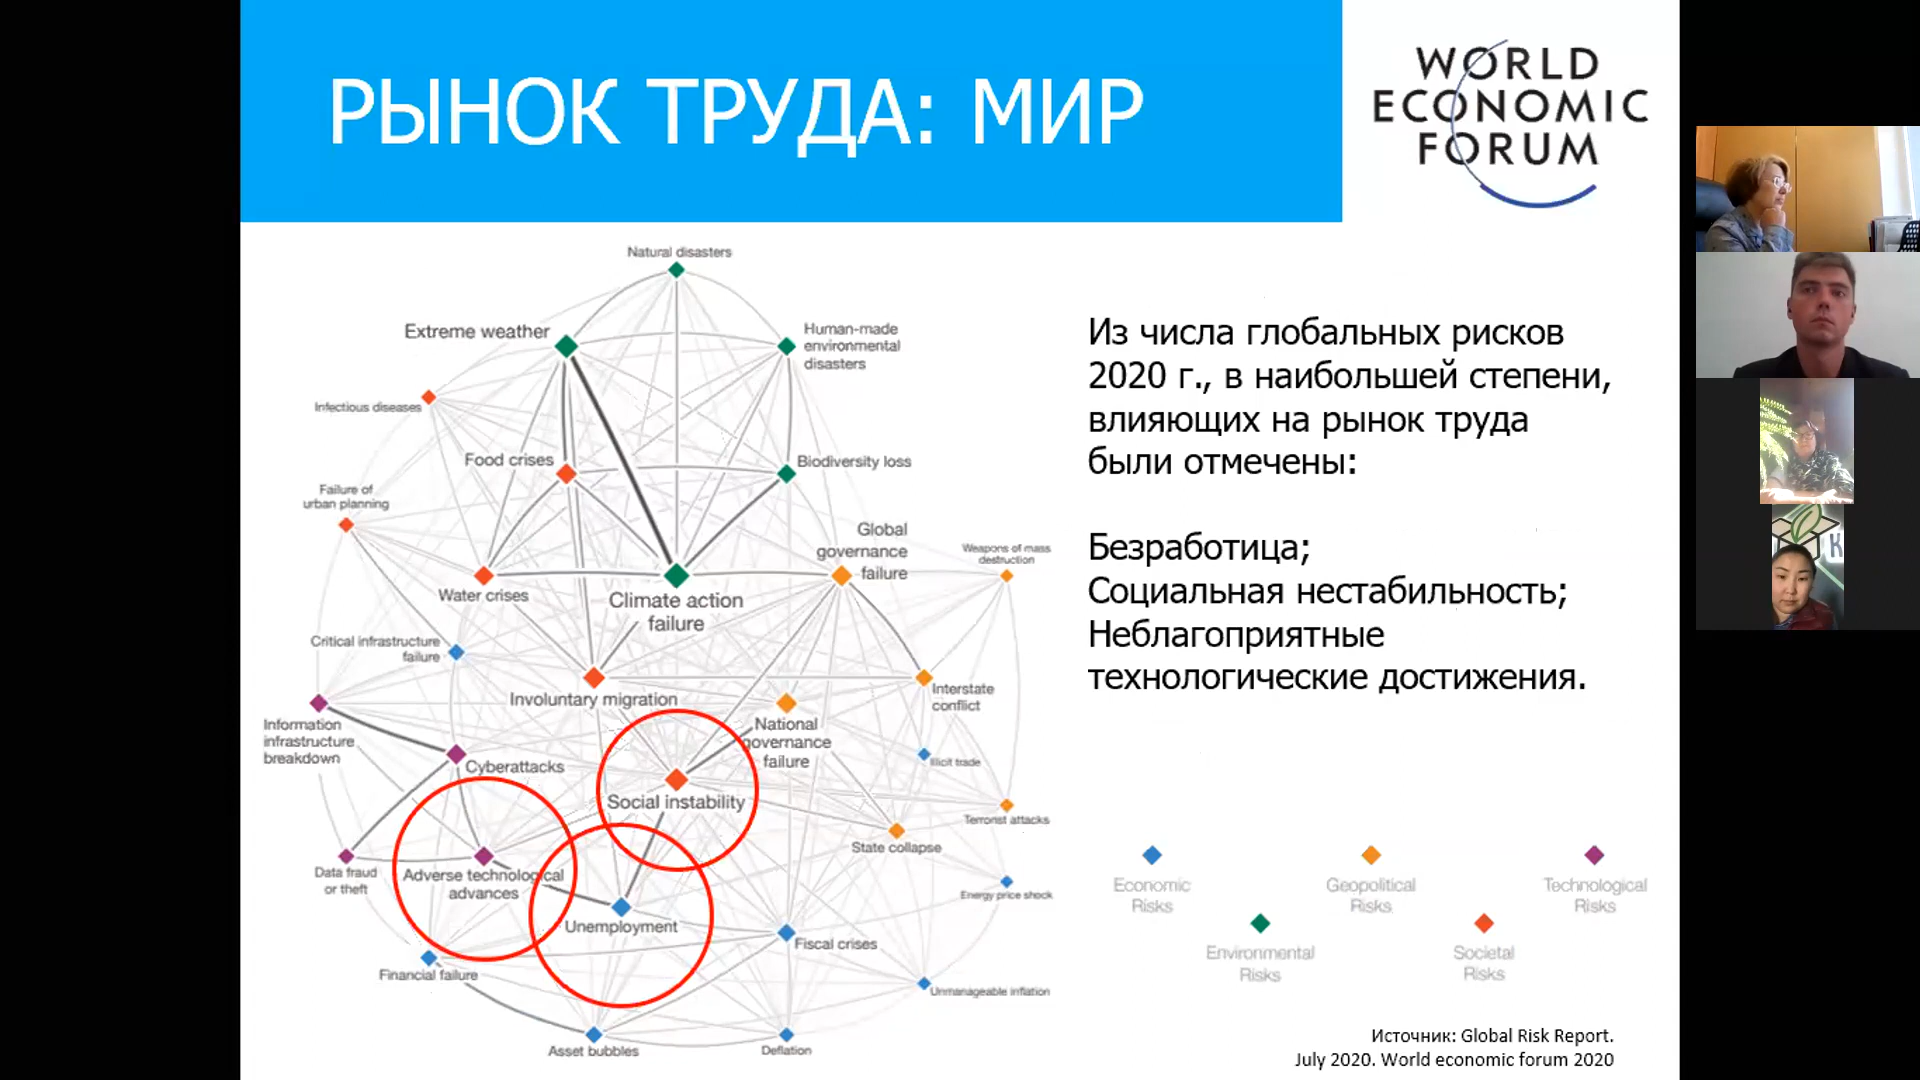 РЫНОК ТРУДА: МИР
WORLD
ECONOMIC
FORUM
Natural disasters
Extreme weather
Human-made
environmental
disasters
Infectious diseases
Food crises
Biodiversity loss
Failure of
urban planning
Global
governance
failure
Weapons of mass
destruction
Water crises
Climate action
failure
Critical infrastructure
failure
Involuntary migration
Interstate
conflict
Information
infrastructure
breakdown
National
governance
failure
Cyberattacks
Illicit trade
Social instability
Terrorist attacks
State collapse
Data fraud
or theft
Adverse technological
advances
Energy price shock
Unemployment
Fiscal crises
Financial failure
Unmanageable inflation
Asset bubbles
Deflation
Из числа глобальных рисков
2020 г., в наибольшей степени,
влияющих на рынок труда
были отмечены:
Безработица;
Социальная нестабильность;
Неблагоприятные
технологические достижения.
Economic
Risks
Geopolitical
Risks
Technological
Risks
Environmental
Risks
Societal
Risks
Источник: Global Risk Report.
July 2020. World economic forum 2020
К